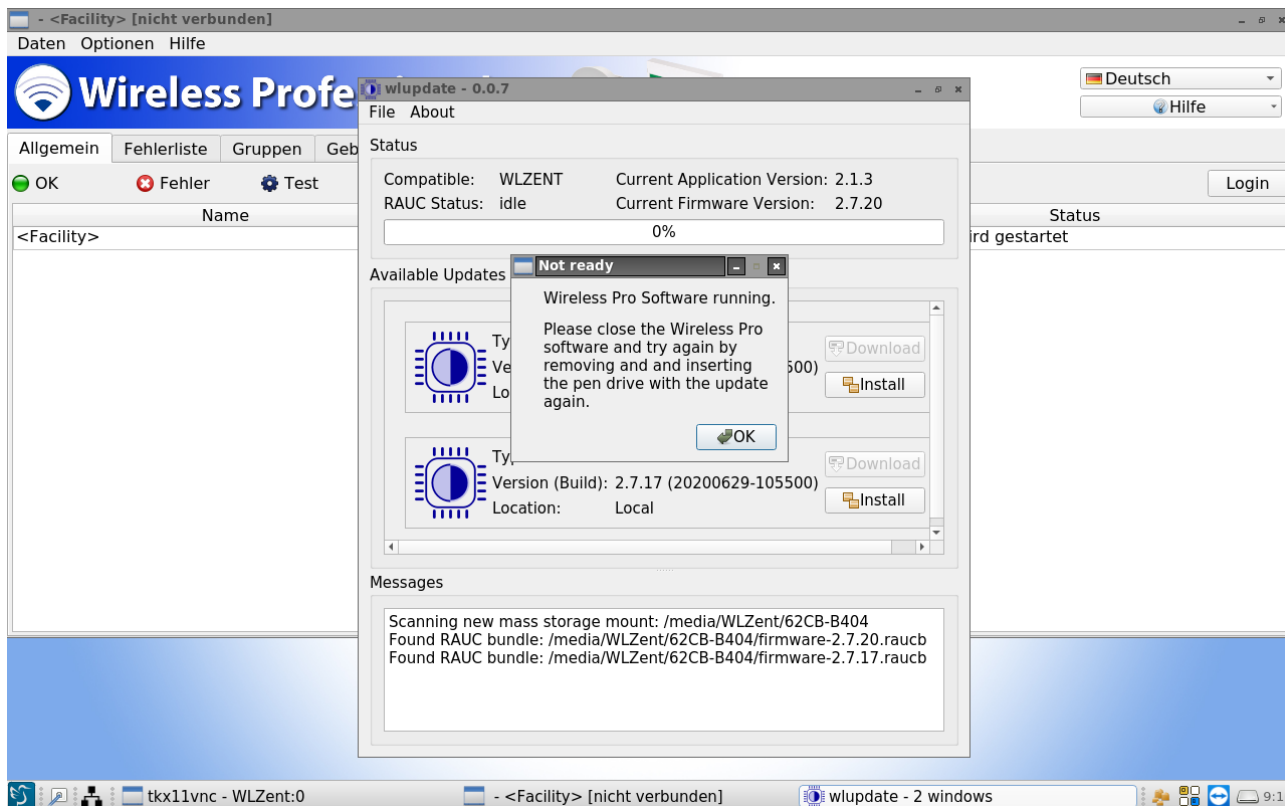 - <Facility> [nicht verbunden]
Daten Optionen Hilfe
Wireless Profe
Deutsch
Hilfe
Allgemein Fehlerliste Gruppen Geb
OK Fehler Test
Login
Name Status
<Facility> ird gestartet
wlupdate - 0.0.7
File About
Status
Compatible: WLZENT Current Application Version: 2.1.3
RAUC Status: idle Current Firmware Version: 2.7.20
0%
Available Updates
Ty
Download
Ve 500)
Install
Lo
Ty
Download
Version (Build): 2.7.17 (20200629-105500)
Install
Location: Local
Not ready
Wireless Pro Software running.
Please close the Wireless Pro
software and try again by
removing and and inserting
the pen drive with the update
again.
OK
Messages
Scanning new mass storage mount: /media/WLZent/62CB-B404
Found RAUC bundle: /media/WLZent/62CB-B404/firmware-2.7.20.raucb
Found RAUC bundle: /media/WLZent/62CB-B404/firmware-2.7.17.raucb
tkx11vnc - WLZent:0 - <Facility> [nicht verbunden] wlupdate - 2 windows 9:1